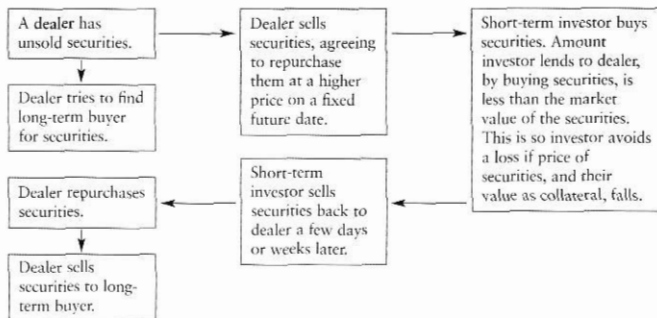 A dealer has
unsold securities.
Dealer sells
securities, agreeing
to repurchase
them at a higher
price on a fixed
future date.
Short-term investor buys
securities. Amount
investor lends to dealer,
by buying securities, is
less than the market
value of the securities.
This is so investor avoids
a loss if price of
securities, and their
value as collateral, falls.
Dealer tries to find
long-term buyer
for securities.
Short-term
investor sells
securities back to
dealer a few days
or weeks later.
Dealer repurchases
securities.
Dealer sells
securities to long-
term buyer.